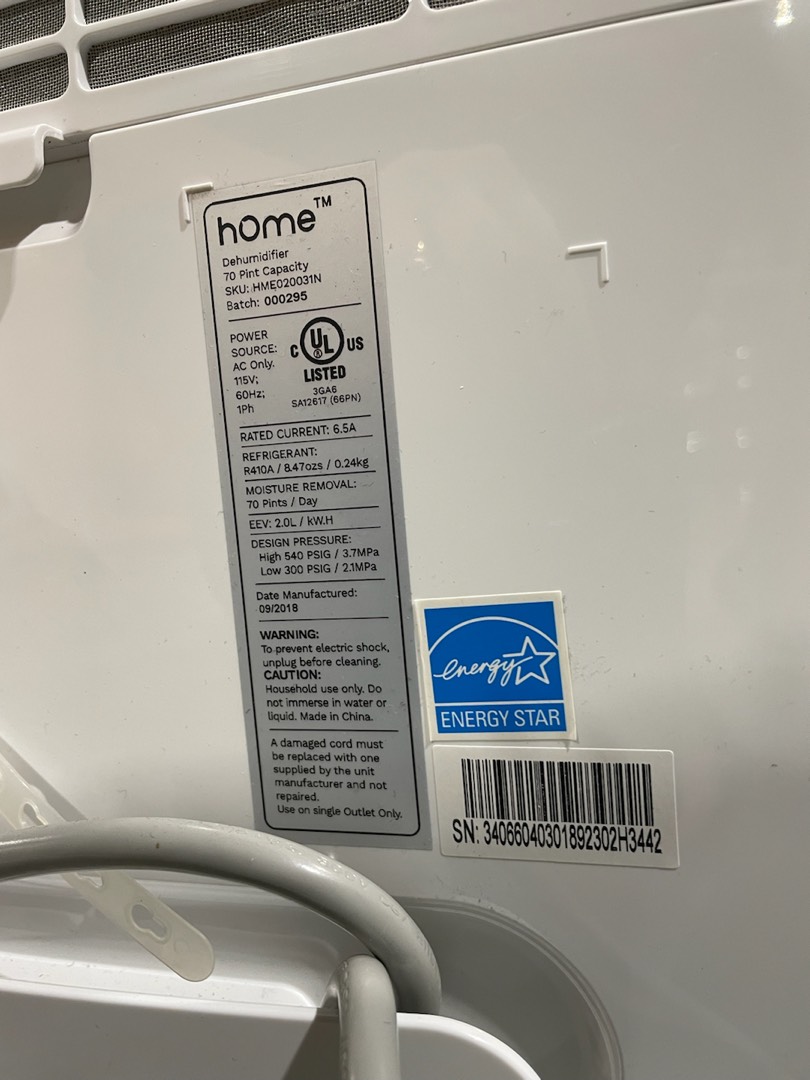 hOme™
Dehumidifier
70 Pint Capacity
SKU: HME020031N
Batch: 000295
POWER
SOURCE:
AC Only.
115V;
60Hz;
1Ph
C UL US
LISTED
3GA6
SA12617 (66PN)
RATED CURRENT: 6.5A
REFRIGERANT:
R410A / 8.47ozs / 0.24kg
MOISTURE REMOVAL:
70 Pints / Day
EEV: 2.0L / kW.H
DESIGN PRESSURE:
High 540 PSIG / 3.7MPa
Low 300 PSIG / 2.1MPa
Date Manufactured:
09/2018
WARNING:
To prevent electric shock,
unplug before cleaning.
CAUTION:
Household use only. Do
not immerse in water or
liquid. Made in China.
A damaged cord must
be replaced with one
supplied by the unit
manufacturer and not
repaired.
Use on single Outlet Only.
energy
ENERGY STAR
SN: 34066040301892302H3442